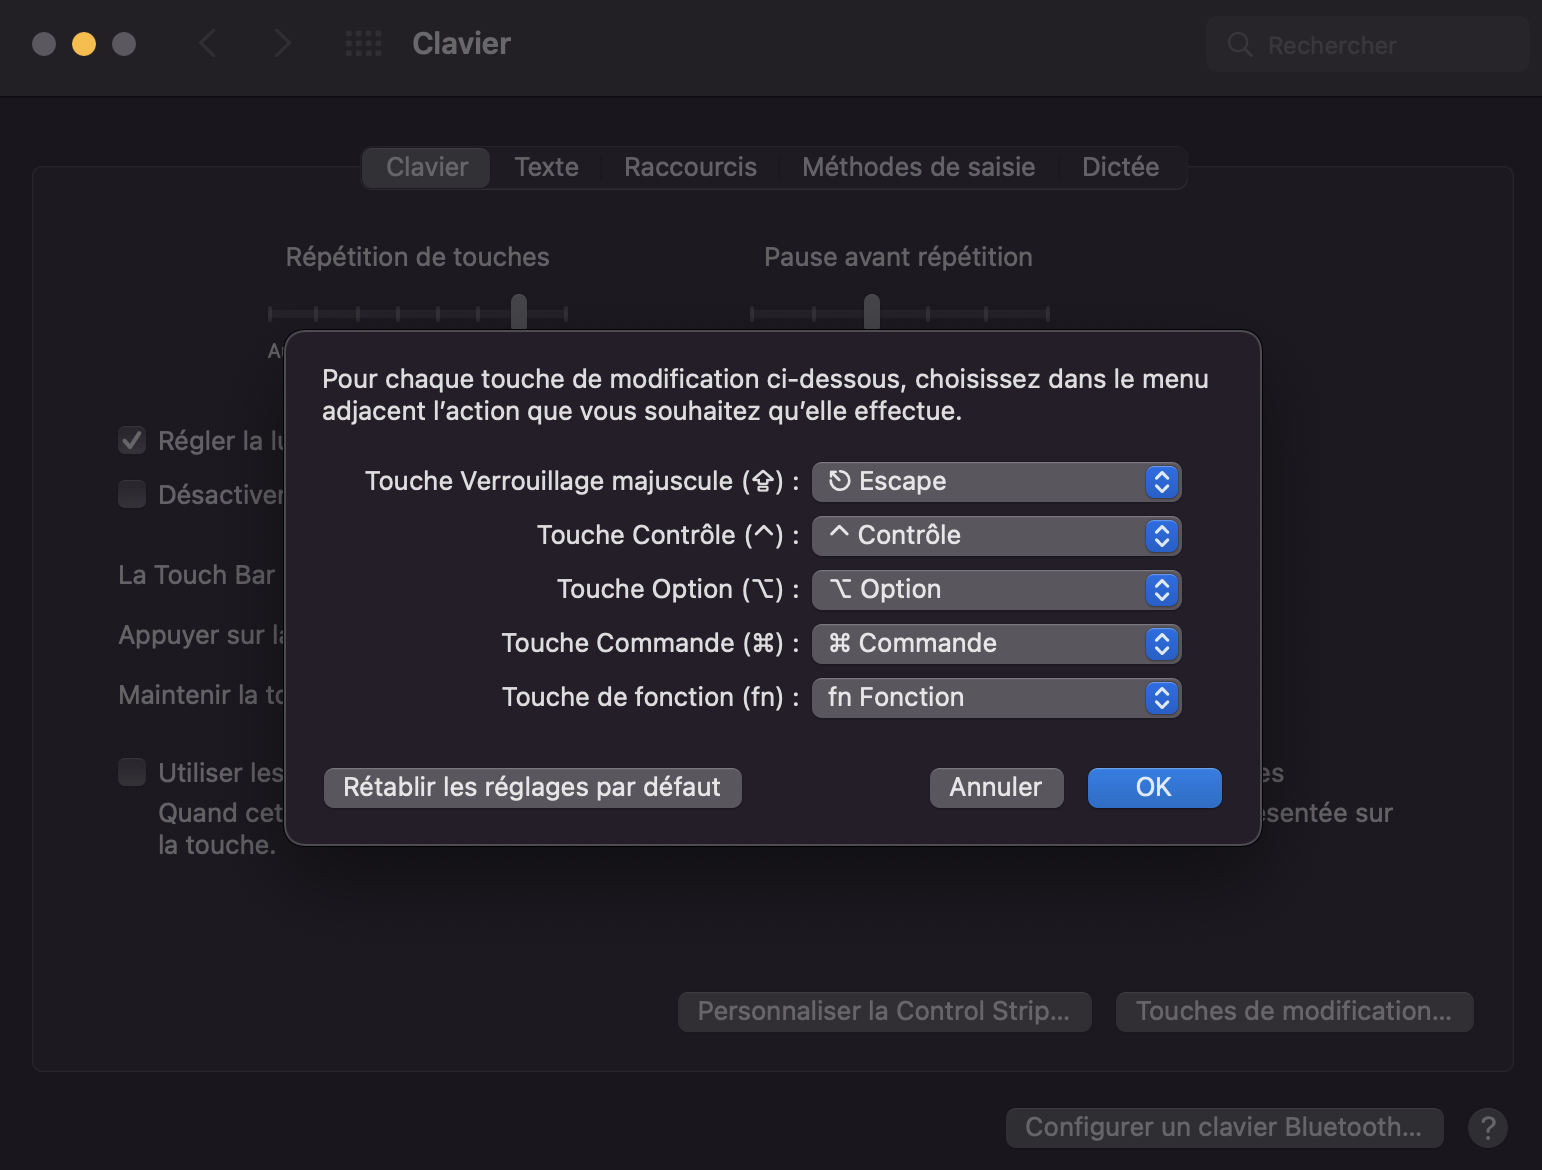 Clavier
Rechercher
Clavier Texte Raccourcis Méthodes de saisie Dictée
Répétition de touches Pause avant répétition
Pour chaque touche de modification ci-dessous, choisissez dans le menu
adjacent l'action que vous souhaitez qu'elle effectue.
Régler la
Désactiver
Touche Verrouillage majuscule (⇪) : ⎋ Escape
Touche Contrôle (^) : ^ Contrôle
La Touch Bar
Touche Option (⌥) : ⌥ Option
Appuyer sur
Touche Commande (⌘) : ⌘ Commande
Maintenir la
Touche de fonction (fn) : fn Fonction
Utiliser les
Rétablir les réglages par défaut Annuler OK
Quand cet
sur
la touche.
Personnaliser la Control Strip... Touches de modification...
Configurer un clavier Bluetooth... ?